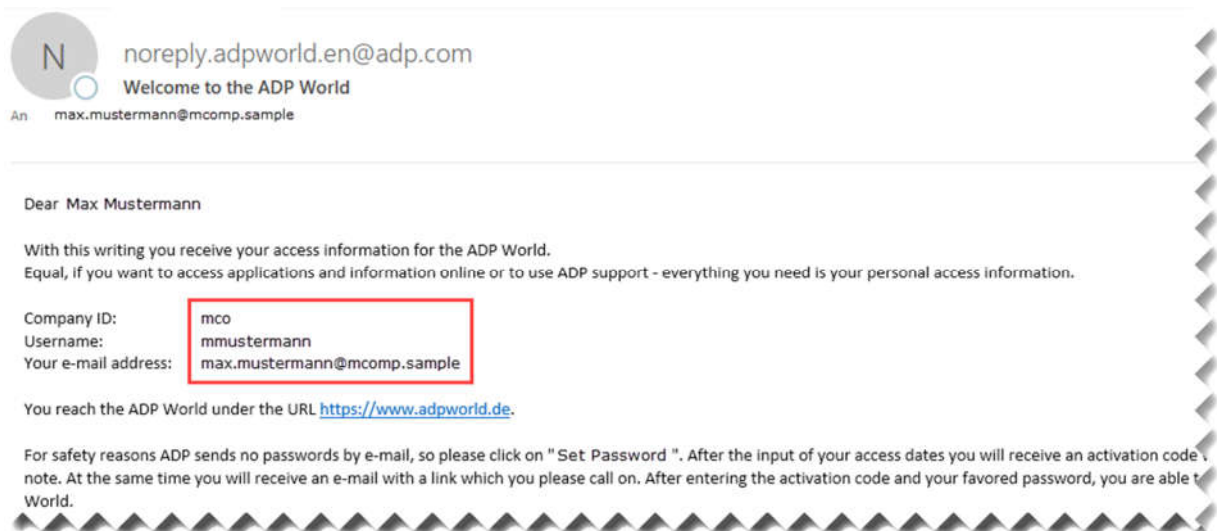 N
noreply.adpworld.en@adp.com
Welcome to the ADP World
An max.mustermann@mcomp.sample
Dear Max Mustermann
With this writing you receive your access information for the ADP World.
Equal, if you want to access applications and information online or to use ADP support - everything you need is your personal access information.
Company ID: mco
Username: mmustermann
Your e-mail address: max.mustermann@mcomp.sample
You reach the ADP World under the URL https://www.adpworld.de.
For safety reasons ADP sends no passwords by e-mail, so please click on "Set Password ". After the input of your access dates you will receive an activation code
note. At the same time you will receive an e-mail with a link which you please call on. After entering the activation code and your favored password, you are able
World.